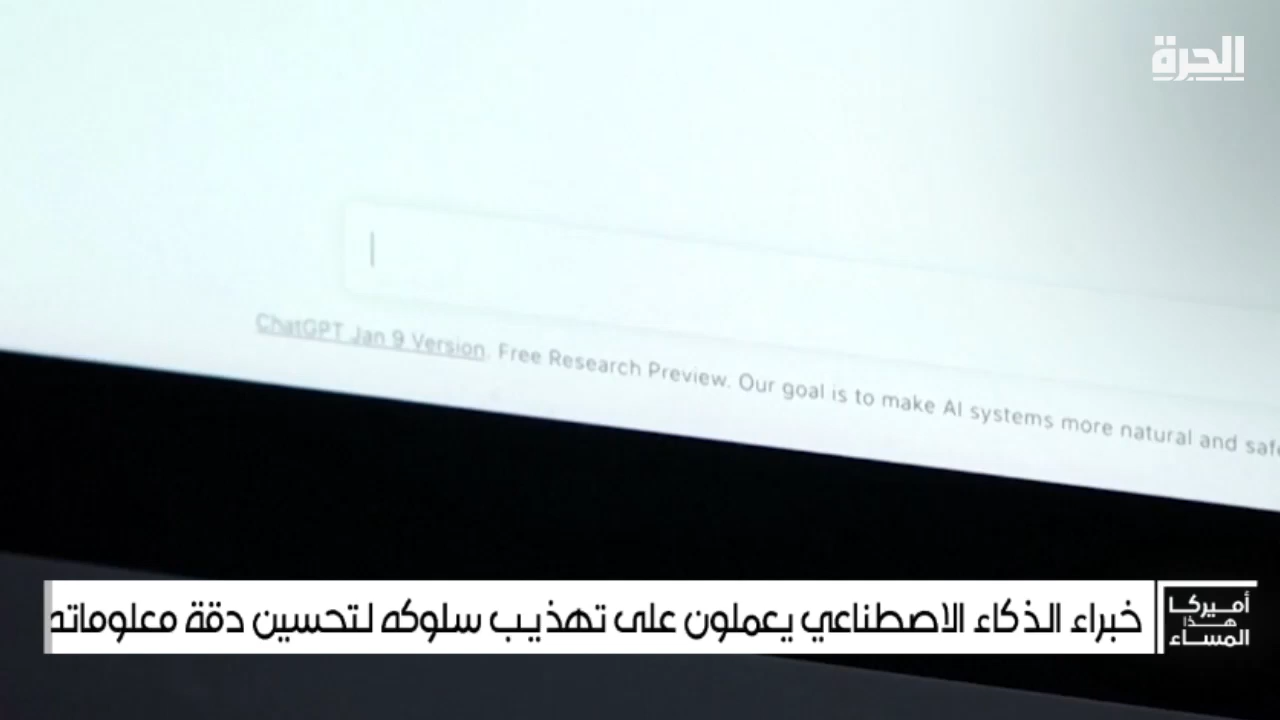 الحرة
ChatGPT Jan 9 Version. Free Research Preview. Our goal is to make AI systems more natural and safe
خبراء الذكاء الاصطناعي يعملون على تهذيب سلوكه لتحسين دقة معلوماته
أميركا
هذا
المساء